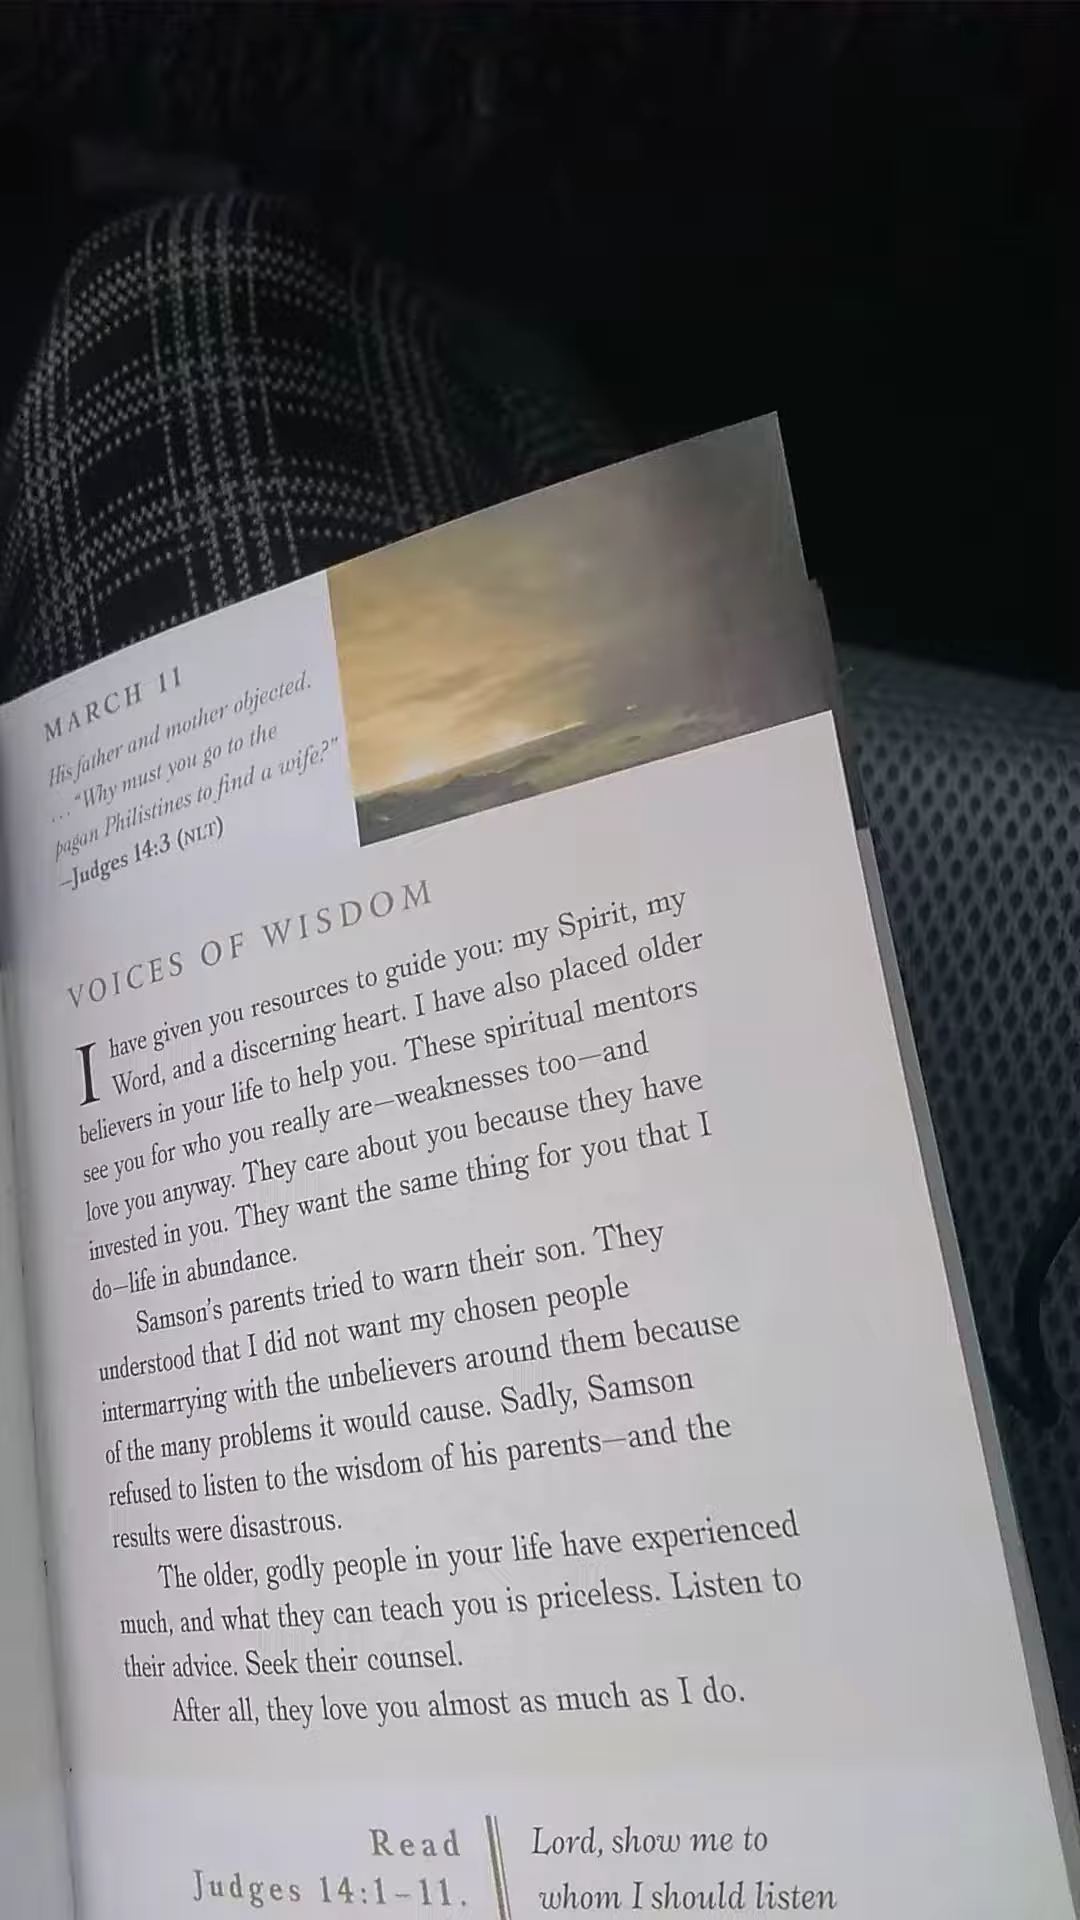 MARCH 11
His father and mother objected.
... “Why must you go to the
pagan Philistines to find a wife?”
–Judges 14:3 (NLT)
VOICES OF WISDOM
I have given you resources to guide you: my Spirit, my
Word, and a discerning heart. I have also placed older
believers in your life to help you. These spiritual mentors
see you for who you really are—weaknesses too—and
love you anyway. They care about you because they have
invested in you. They want the same thing for you that I
do—life in abundance.
Samson’s parents tried to warn their son. They
understood that I did not want my chosen people
intermarrying with the unbelievers around them because
of the many problems it would cause. Sadly, Samson
refused to listen to the wisdom of his parents—and the
results were disastrous.
The older, godly people in your life have experienced
much, and what they can teach you is priceless. Listen to
their advice. Seek their counsel.
After all, they love you almost as much as I do.
Read
Judges 14:1–11.
Lord, show me to
whom I should listen